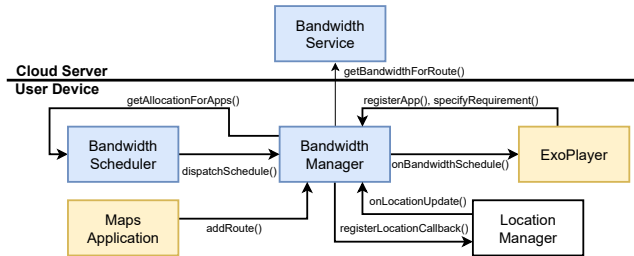 Bandwidth
Service
Cloud Server
getBandwidthForRoute()
User Device
getAllocationForApps()
registerApp(), specifyRequirement()
Bandwidth
Scheduler
dispatchSchedule()
Bandwidth
Manager
onBandwidthSchedule()
ExoPlayer
Maps
Application
addRoute()
onLocationUpdate()
registerLocationCallback()
Location
Manager